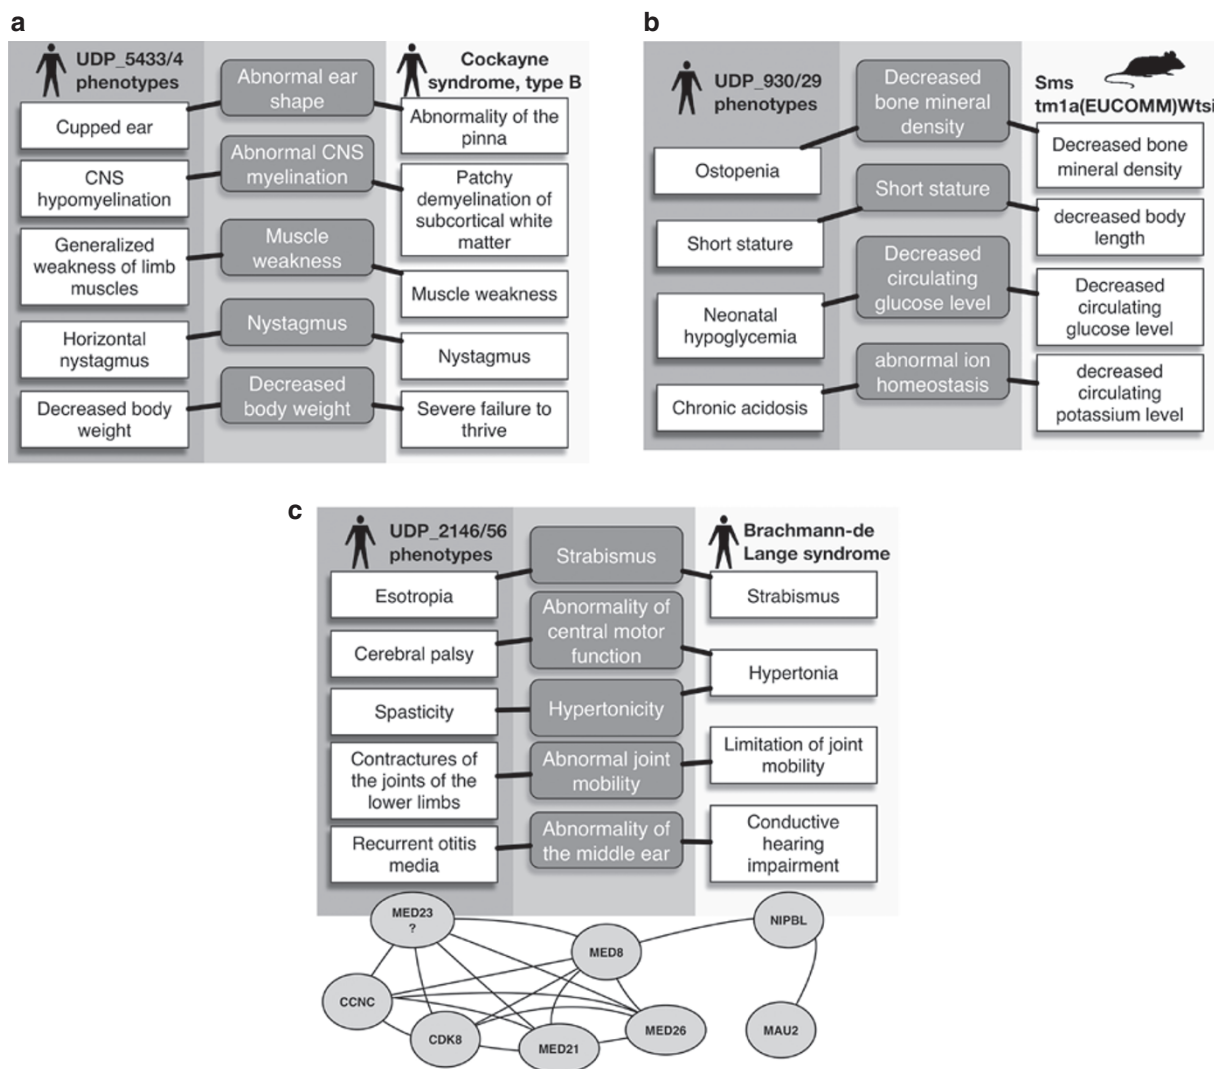 a
UDP_5433/4
phenotypes
Cupped ear
CNS
hypomyelination
Generalized
weakness of limb
muscles
Horizontal
nystagmus
Decreased body
weight
Abnormal ear
shape
Abnormal CNS
myelination
Muscle
weakness
Nystagmus
Decreased
body weight
Cockayne
syndrome, type B
Abnormality of the
pinna
Patchy
demyelination of
subcortical white
matter
Muscle weakness
Nystagmus
Severe failure to
thrive
b
UDP_930/29
phenotypes
Ostopenia
Short stature
Neonatal
hypoglycemia
Chronic acidosis
Decreased
bone mineral
density
Short stature
Decreased
circulating
glucose level
abnormal ion
homeostasis
Sms
tm1a(EUCOMM)Wtsi
Decreased bone
mineral density
decreased body
length
Decreased
circulating
glucose level
decreased
circulating
potassium level
c
UDP_2146/56
phenotypes
Esotropia
Cerebral palsy
Spasticity
Contractures of
the joints of the
lower limbs
Recurrent otitis
media
Strabismus
Abnormality of
central motor
function
Hypertonicity
Abnormal joint
mobility
Abnormality of
the middle ear
Brachmann-de
Lange syndrome
Strabismus
Hypertonia
Limitation of joint
mobility
Conductive
hearing
impairment
MED23
?
NIPBL
MED8
CCNC
CDK8
MED21
MED26
MAU2